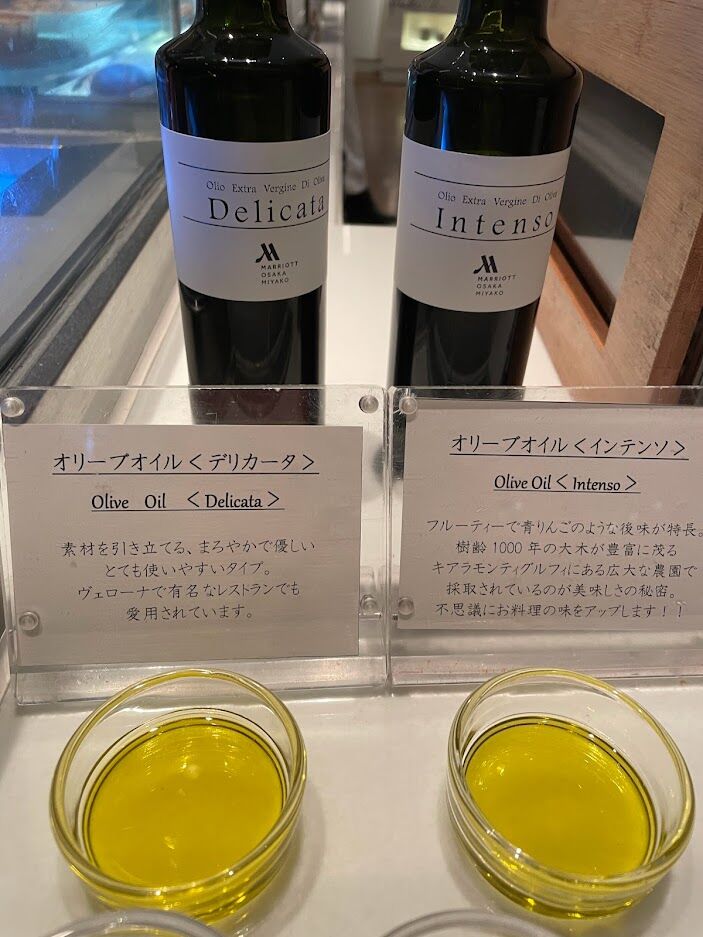 Olio Extra Vergine Di Oliva
Delicata
MARRIOTT
OSAKA
MIYAKO
Olio Extra Vergine Di Oliva
Intenso
MARRIOTT
OSAKA
MIYAKO
オリーブオイル＜デリカータ＞
Olive Oil ＜Delicata＞
素材を引き立てる、まろやかで優しい
とても使いやすいタイプ。
ヴェローナで有名なレストランでも
愛用されています。
オリーブオイル＜インテンソ＞
Olive Oil＜Intenso＞
フルーティーで青りんごのような後味が特長。
樹齢1000年の大木が豊富に茂る
キアラモンティグルフィにある広大な農園で
採取されているのが美味しさの秘密。
不思議にお料理の味をアップします！！